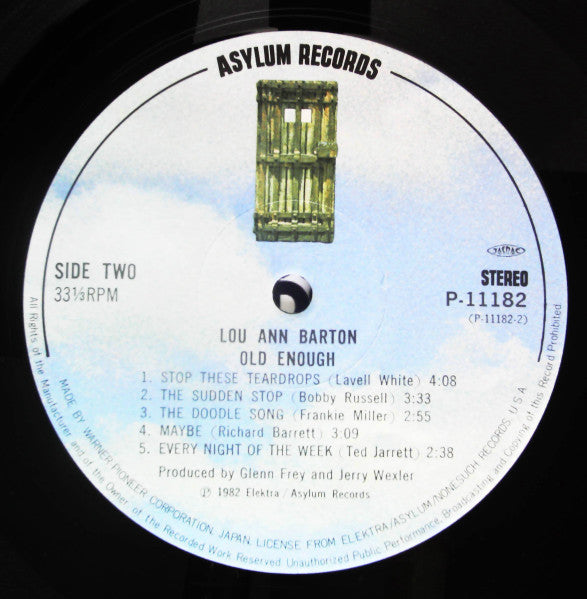 ASYLUM RECORDS
JASRAC
SIDE TWO
33⅓RPM
STEREO
P-11182
(P-11182-2)
LOU ANN BARTON
OLD ENOUGH
1. STOP THESE TEARDROPS (Lavell White) 4:08
2. THE SUDDEN STOP (Bobby Russell) 3:33
3. THE DOODLE SONG (Frankie Miller) 2:55
4. MAYBE (Richard Barrett) 3:09
5. EVERY NIGHT OF THE WEEK (Ted Jarrett) 2:38
Produced by Glenn Frey and Jerry Wexler
Ⓟ 1982 Elektra / Asylum Records
MADE BY WARNER PIONEER CORPORATION, JAPAN. LICENSE FROM ELEKTRA/ASYLUM/NONESUCH RECORDS, U.S.A.
All Rights of the Manufacturer and of the Owner of the Recorded Work Reserved. Unauthorized Public Performance, Broadcasting and Copying of this Record Prohibited